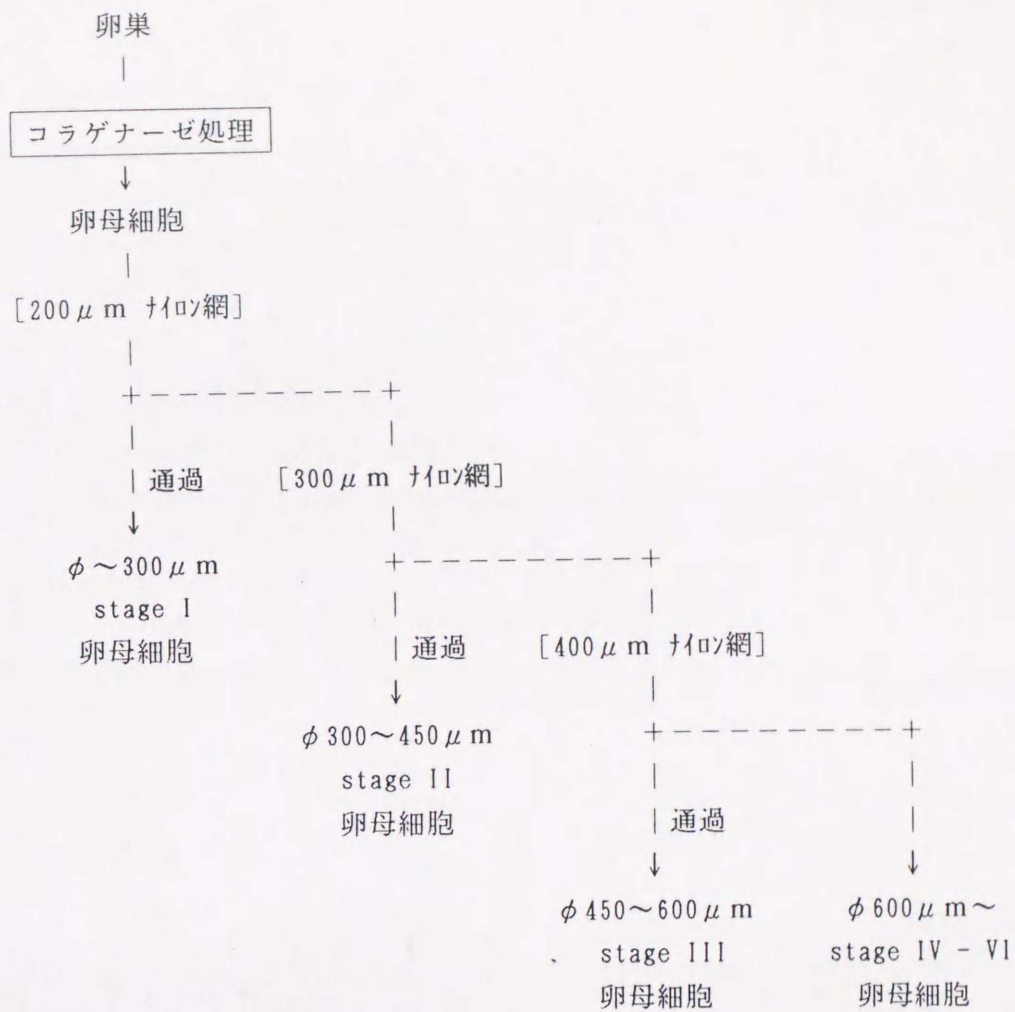 卵巣
コラゲナーゼ処理
卵母細胞
[200μm ナイロン網]
通過 [300μm ナイロン網]
φ～300μm
stage I
卵母細胞
通過 [400μm ナイロン網]
φ300～450μm
stage II
卵母細胞
通過
φ450～600μm φ600μm～
stage III stage IV - VI
卵母細胞 卵母細胞